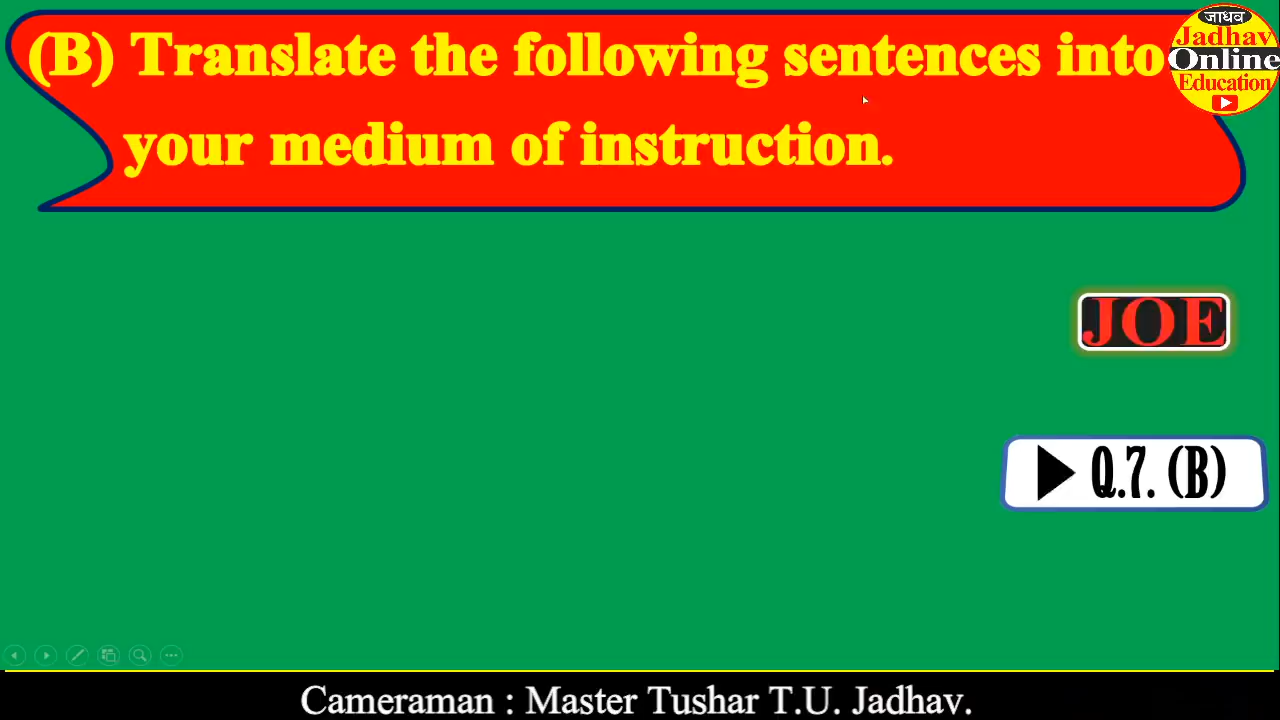 (B) Translate the following sentences into
your medium of instruction.
जाधव
Jadhav
Online
Education
JOE
Q.7. (B)
Cameraman : Master Tushar T.U. Jadhav.